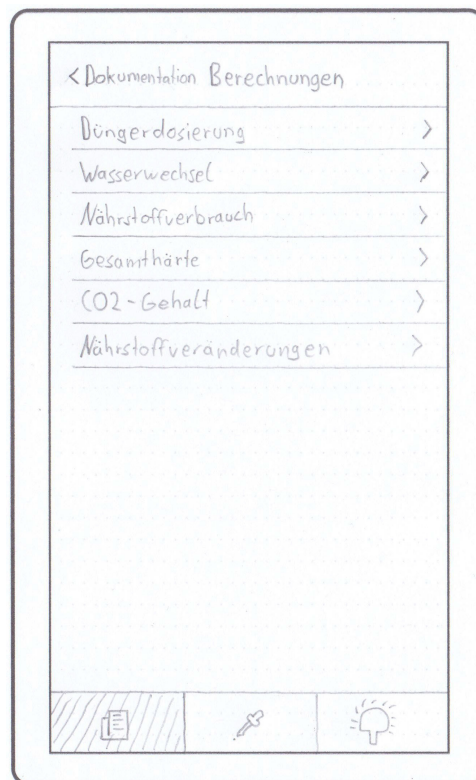 < Dokumentation Berechnungen
Düngerdosierung >
Wasserwechsel >
Nährstoffverbrauch >
Gesamthärte >
CO2-Gehalt >
Nährstoffveränderungen >